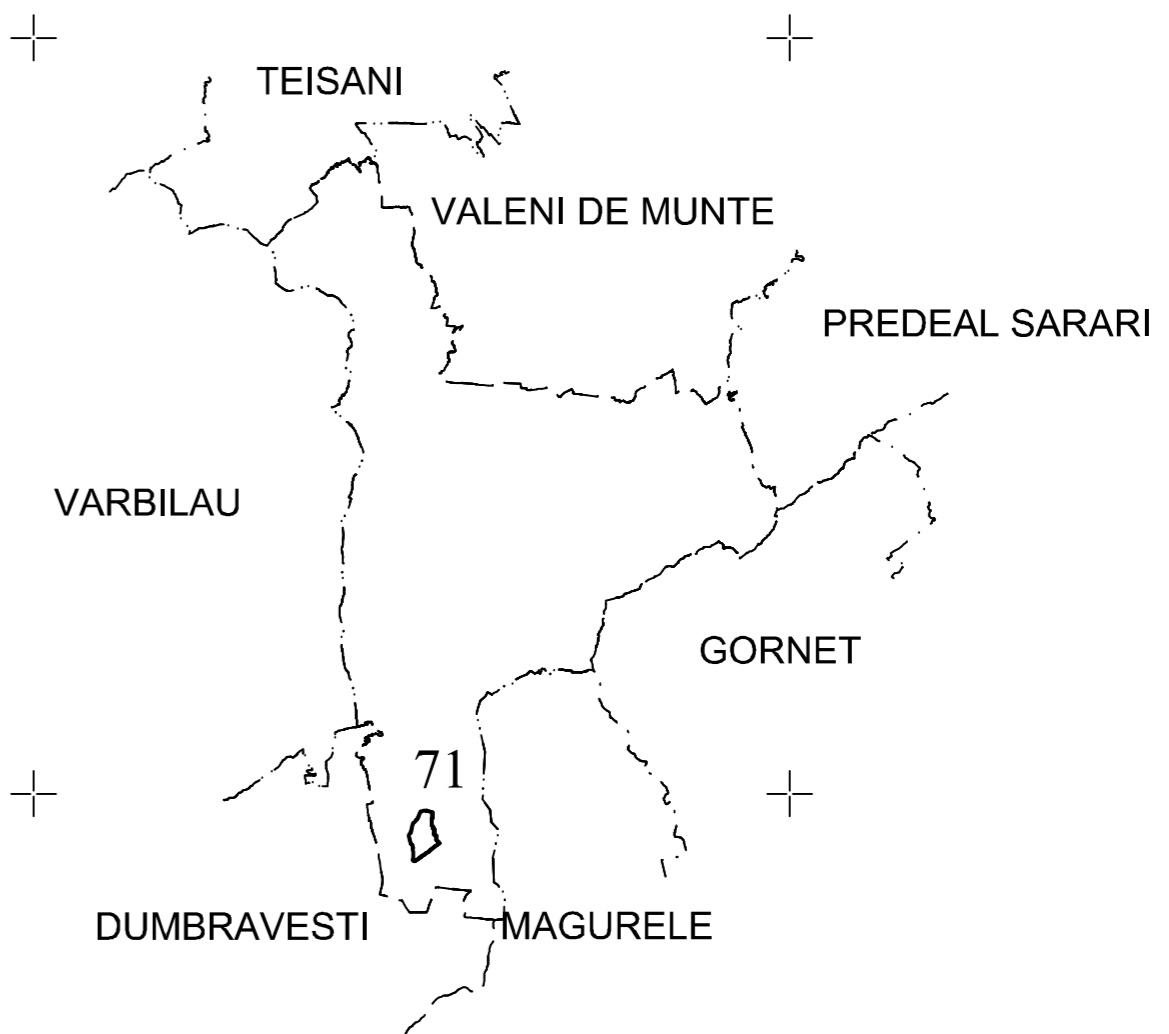 TEISANI
VALENI DE MUNTE
PREDEAL SARARI
VARBILAU
GORNET
71
DUMBRAVESTI
MAGURELE